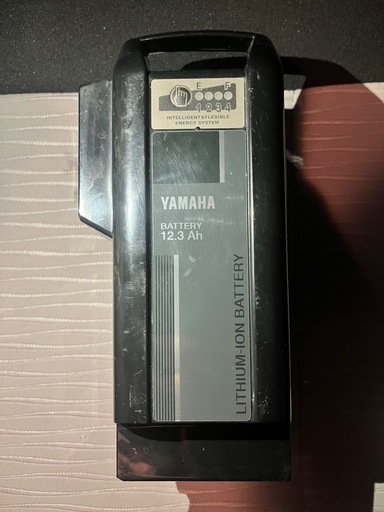 E F
1 2 3 4
INTELLIGENT&FLEXIBLE
ENERGY SYSTEM
YAMAHA
BATTERY
12.3 Ah
LITHIUM-ION BATTERY